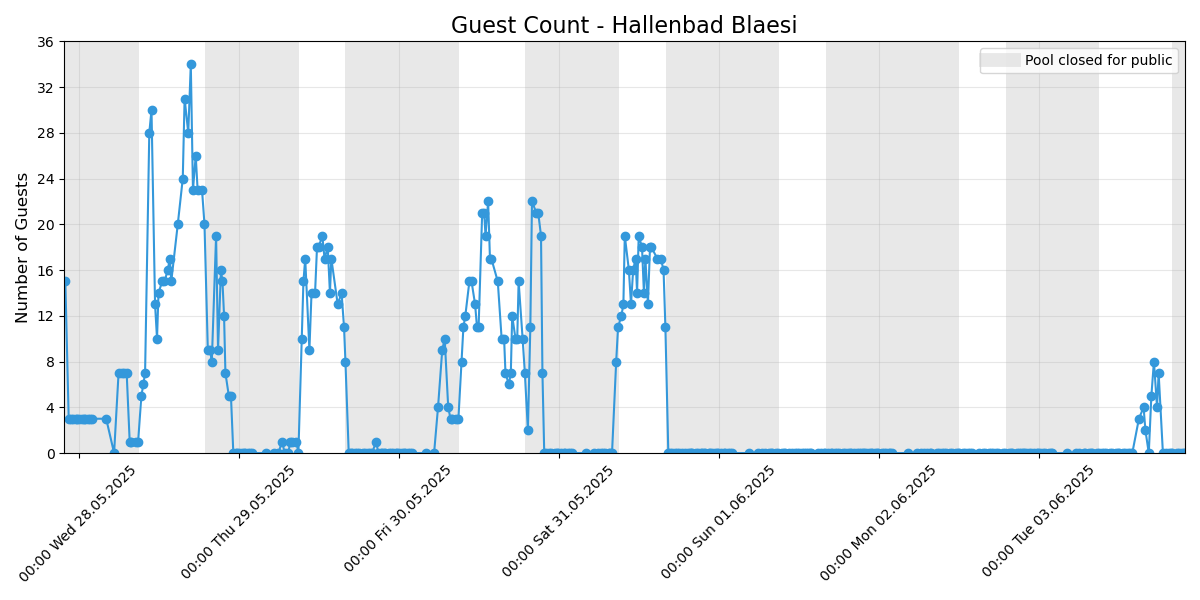 Guest Count - Hallenbad Blaesi
Pool closed for public
Number of Guests
36
32
28
24
20
16
12
8
4
0
00:00 Wed 28.05.2025
00:00 Thu 29.05.2025
00:00 Fri 30.05.2025
00:00 Sat 31.05.2025
00:00 Sun 01.06.2025
00:00 Mon 02.06.2025
00:00 Tue 03.06.2025